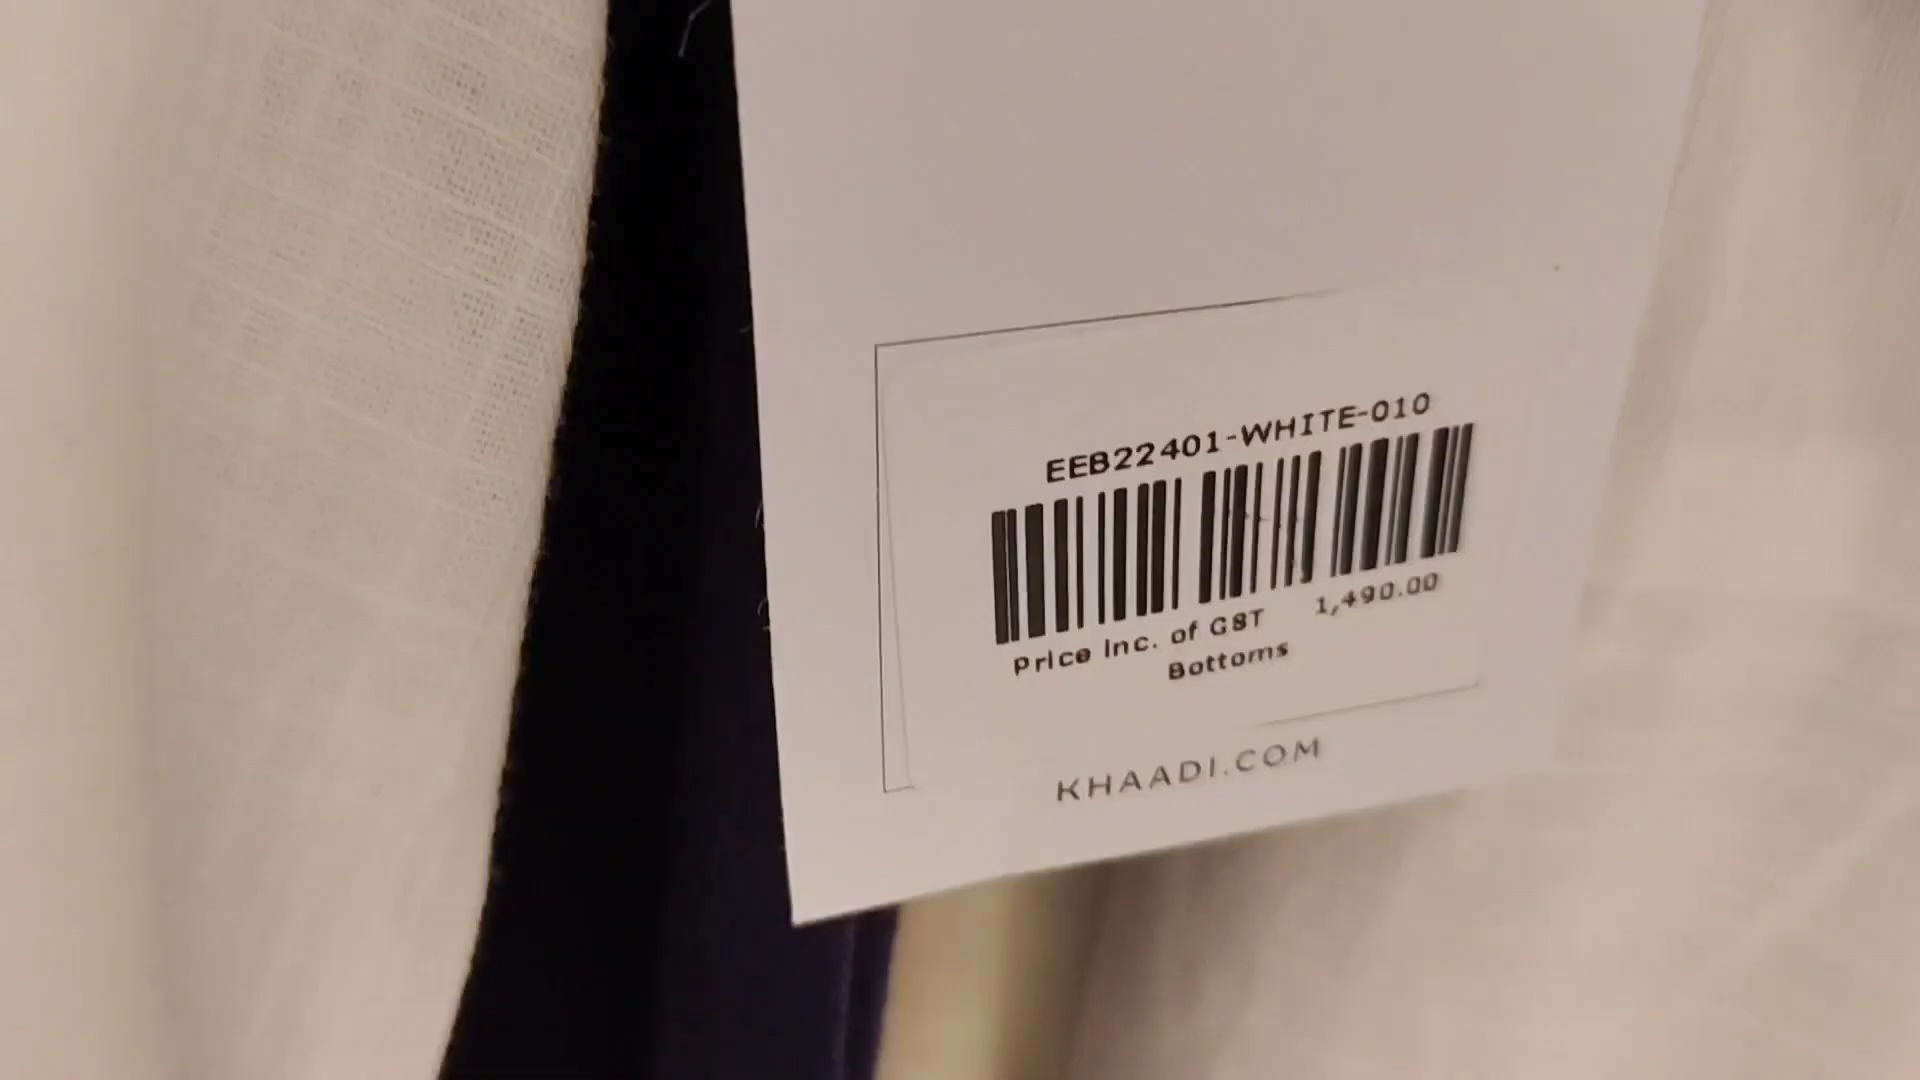 EEB22401-WHITE-010
Price inc. of GST 1,490.00
Bottoms
KHAADI.COM